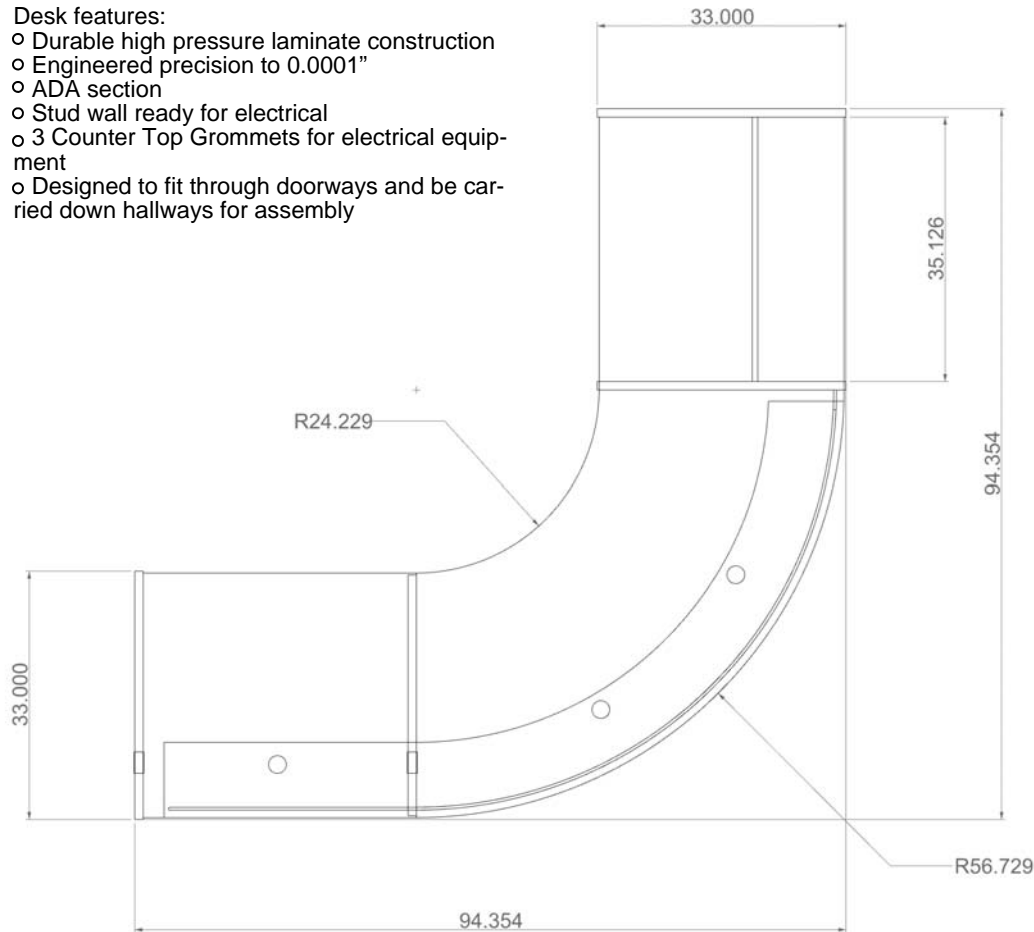 Desk features:
Durable high pressure laminate construction
Engineered precision to 0.0001”
ADA section
Stud wall ready for electrical
3 Counter Top Grommets for electrical equip-
ment
Designed to fit through doorways and be car-
ried down hallways for assembly
33.000
35.126
94.354
R24.229
33.000
R56.729
94.354